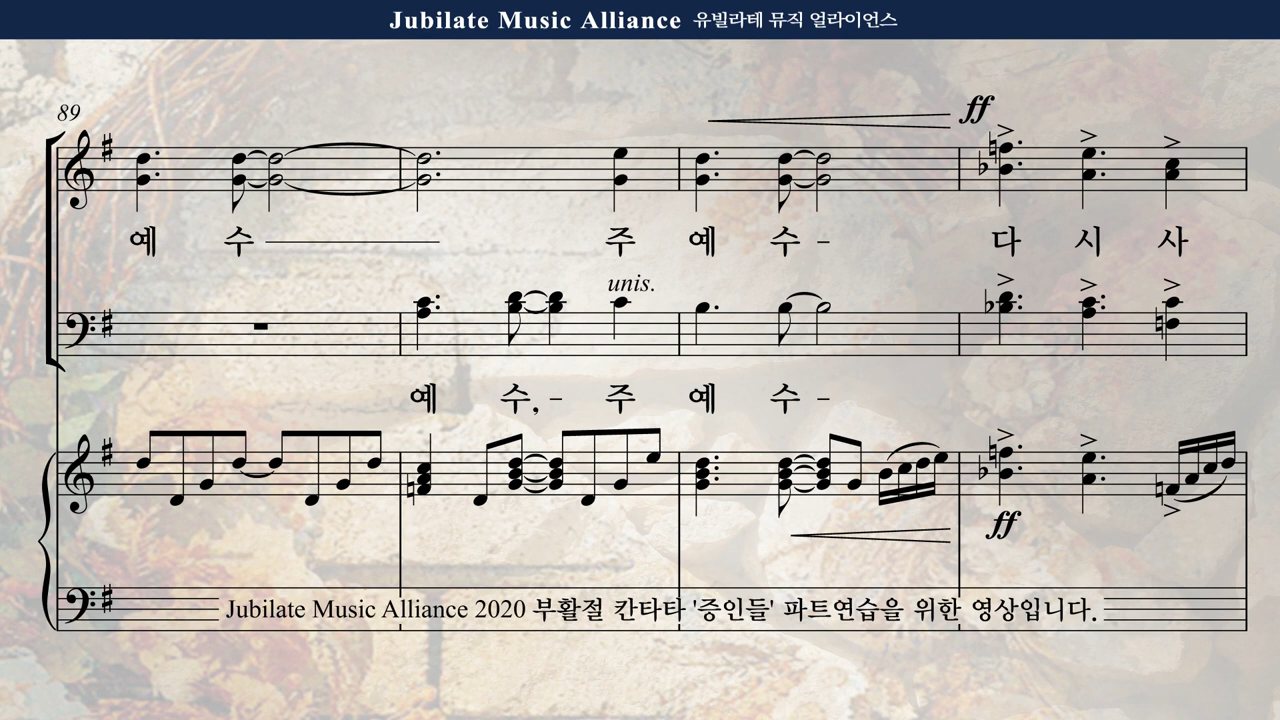 Jubilate Music Alliance 유빌라테 뮤직 얼라이언스
89
ff
예 수 주 예 수 - 다 시 사
unis.
예 수, - 주 예 수 -
ff
Jubilate Music Alliance 2020 부활절 칸타타 '증인들' 파트연습을 위한 영상입니다.